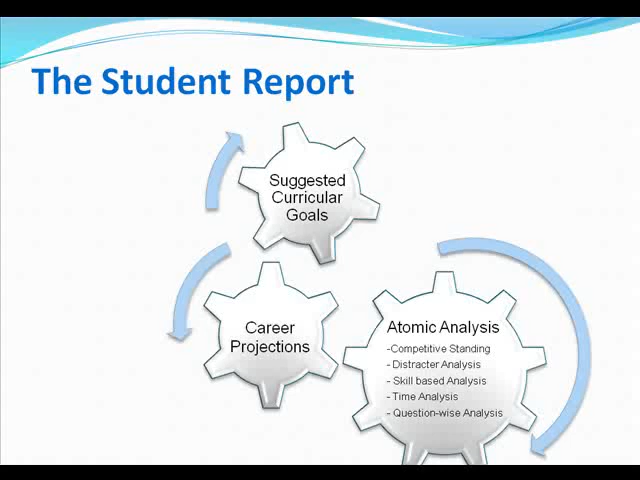 The Student Report
Suggested
Curricular
Goals
Career
Projections
Atomic Analysis
-Competitive Standing
- Distracter Analysis
- Skill based Analysis
- Time Analysis
- Question-wise Analysis